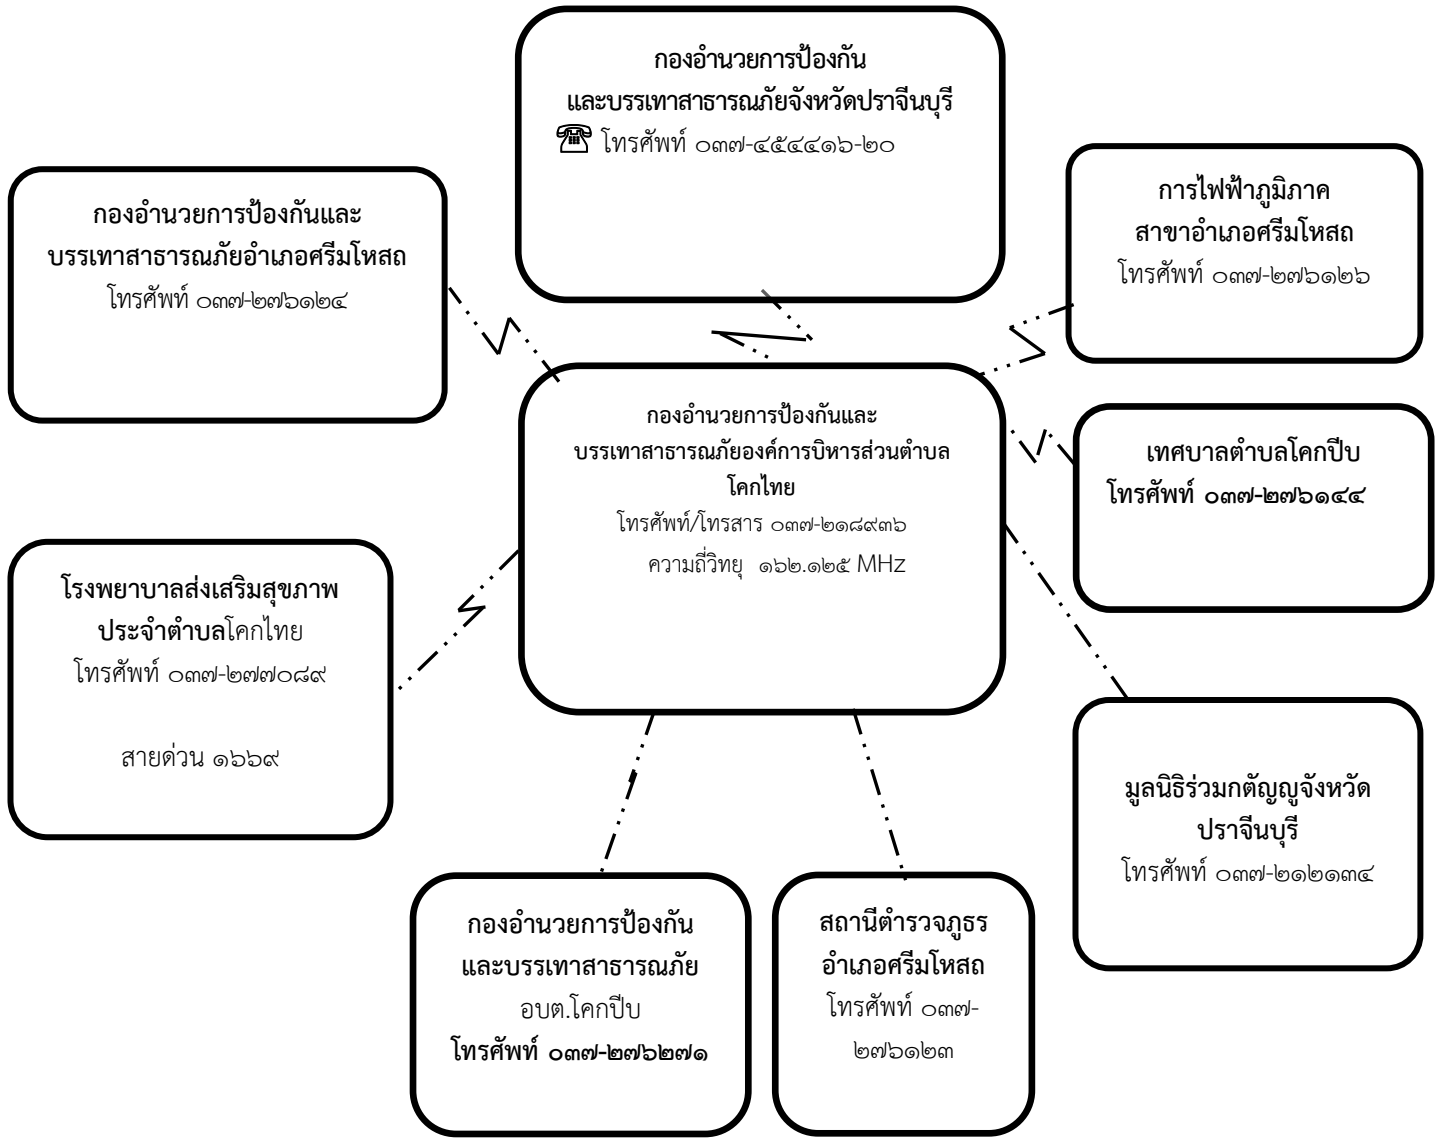 กองอำนวยการป้องกัน
และบรรเทาสาธารณภัยจังหวัดปราจีนบุรี
โทรศัพท์ ๐๓๗-๔๕๔๔๑๖-๒๐
กองอำนวยการป้องกันและ
บรรเทาสาธารณภัยอำเภอศรีมโหสถ
โทรศัพท์ ๐๓๗-๒๗๖๑๒๔
การไฟฟ้าภูมิภาค
สาขาอำเภอศรีมโหสถ
โทรศัพท์ ๐๓๗-๒๗๖๑๒๖
กองอำนวยการป้องกันและ
บรรเทาสาธารณภัยองค์การบิหารส่วนตำบล
โคกไทย
โทรศัพท์/โทรสาร ๐๓๗-๒๑๘๙๓๖
ความถี่วิทยุ ๑๖๒.๑๒๕ MHz
เทศบาลตำบลโคกปีบ
โทรศัพท์ ๐๓๗-๒๗๖๑๔๔
โรงพยาบาลส่งเสริมสุขภาพ
ประจำตำบลโคกไทย
โทรศัพท์ ๐๓๗-๒๗๗๐๘๙
สายด่วน ๑๖๖๙
มูลนิธิร่วมกตัญญูจังหวัด
ปราจีนบุรี
โทรศัพท์ ๐๓๗-๒๑๒๑๓๔
กองอำนวยการป้องกัน
และบรรเทาสาธารณภัย
อบต.โคกปีบ
โทรศัพท์ ๐๓๗-๒๗๖๒๗๑
สถานีตำรวจภูธร
อำเภอศรีมโหสถ
โทรศัพท์ ๐๓๗-
๒๗๖๑๒๓